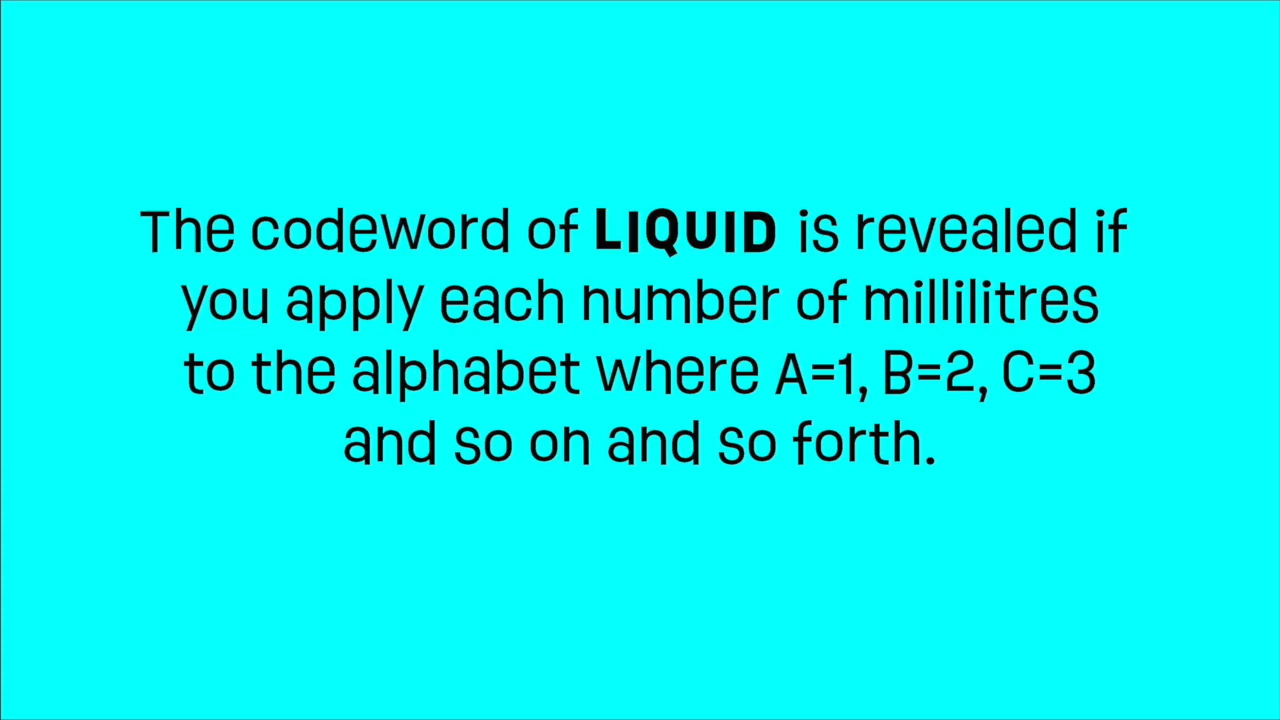 The codeword of LIQUID is revealed if
you apply each number of millilitres
to the alphabet where A=1, B=2, C=3
and so on and so forth.